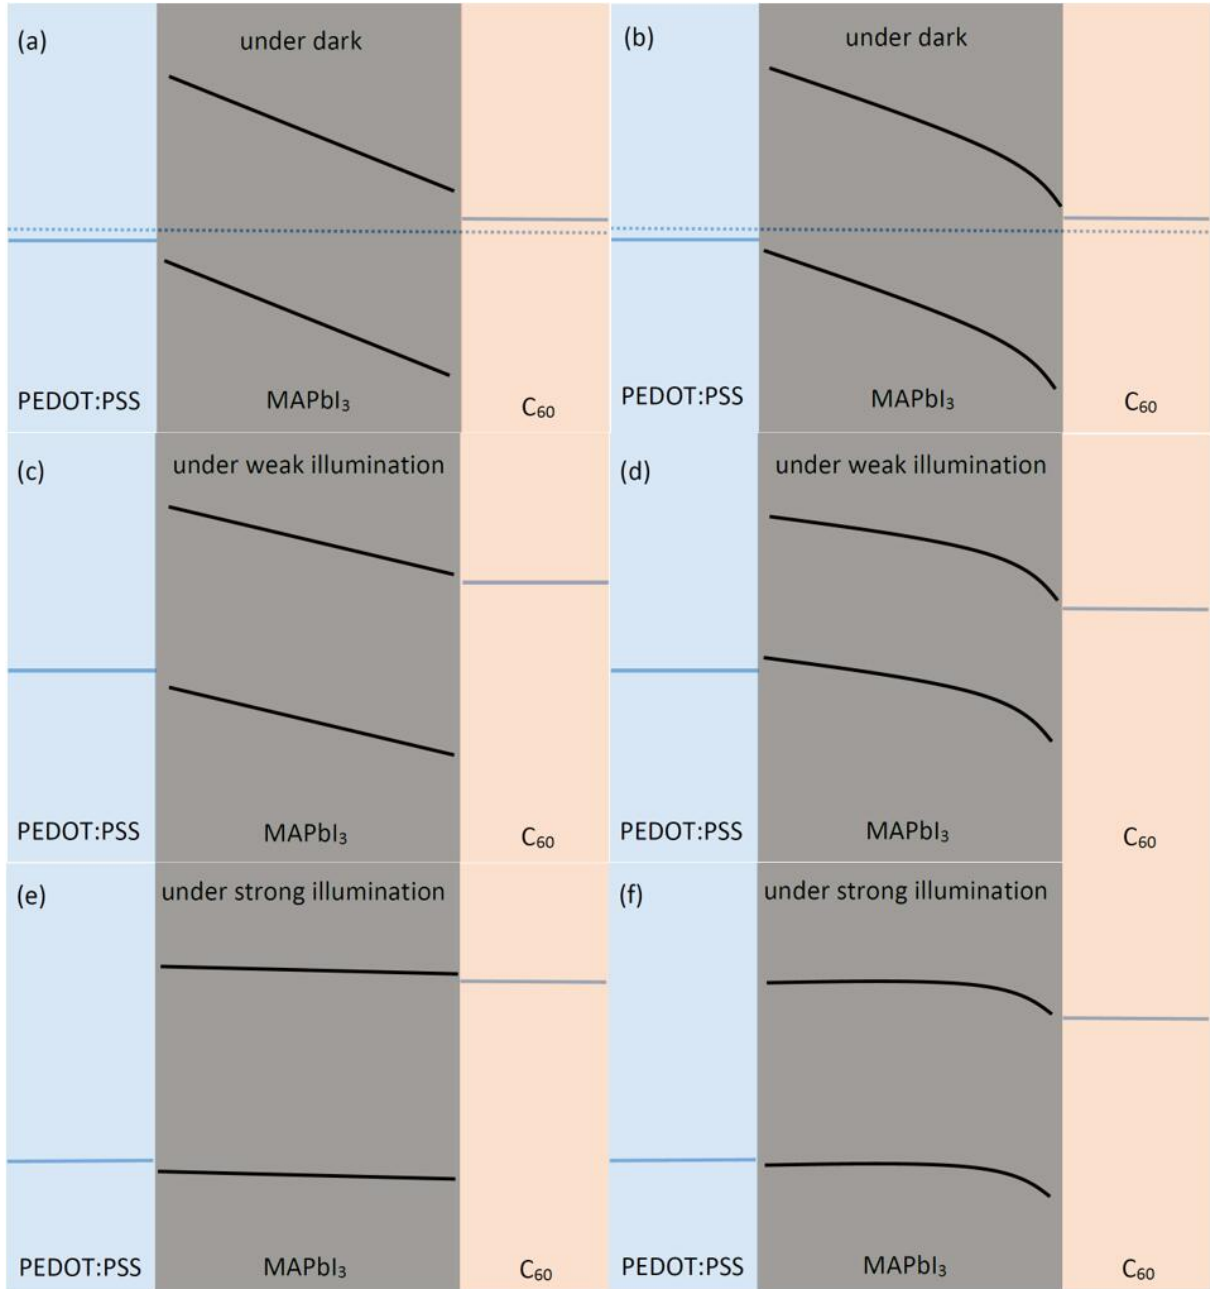 (a)
under dark
PEDOT:PSS
MAPbI₃
C₆₀
(b)
under dark
PEDOT:PSS
MAPbI₃
C₆₀
(c)
under weak illumination
PEDOT:PSS
MAPbI₃
C₆₀
(d)
under weak illumination
PEDOT:PSS
MAPbI₃
C₆₀
(e)
under strong illumination
PEDOT:PSS
MAPbI₃
C₆₀
(f)
under strong illumination
PEDOT:PSS
MAPbI₃
C₆₀